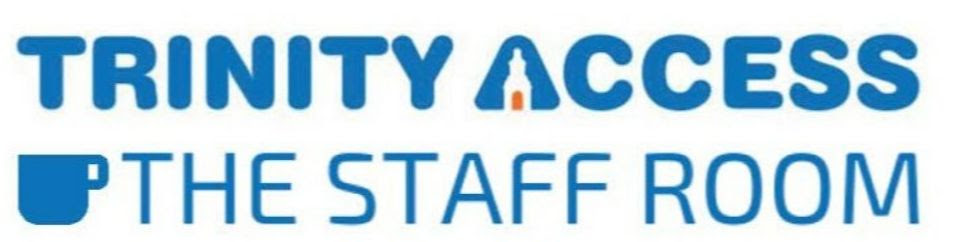 TRINITY ACCESS
THE STAFF ROOM